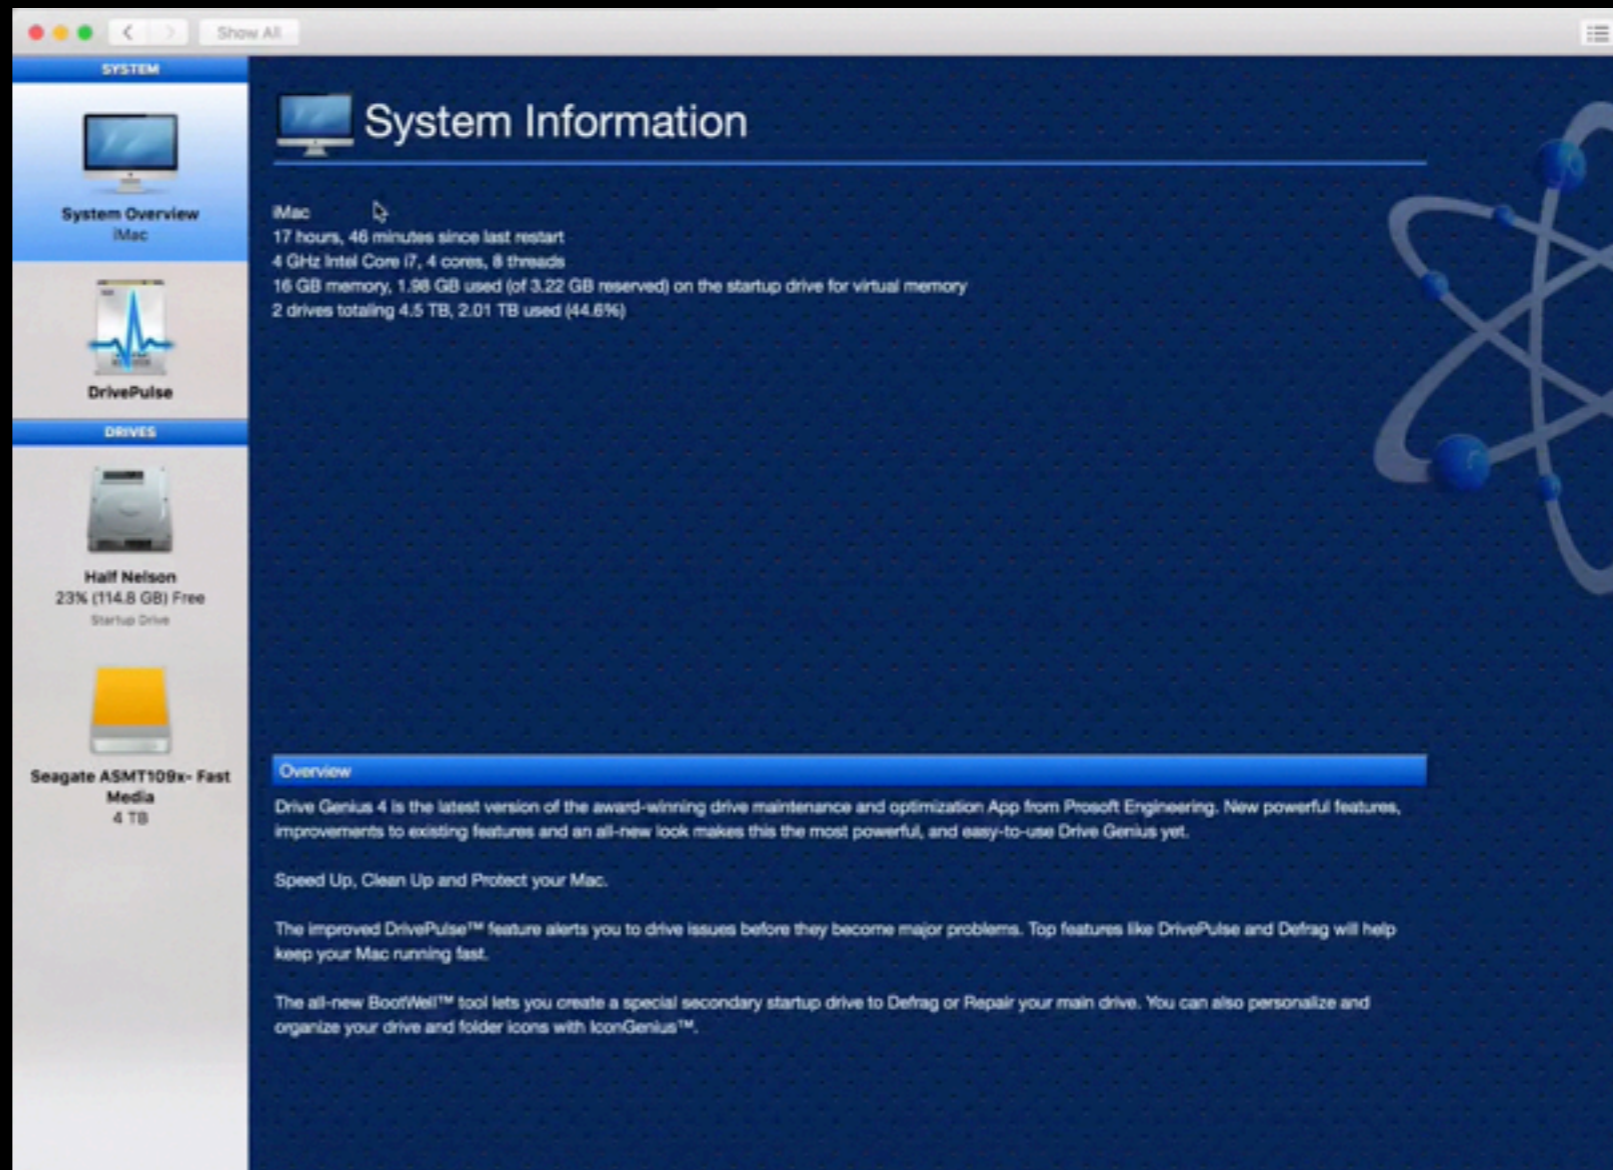 Show All
SYSTEM
System Overview
iMac
DrivePulse
DRIVES
Half Nelson
23% (114.8 GB) Free
Startup Drive
Seagate ASMT109x- Fast
Media
4 TB
System Information
iMac
17 hours, 46 minutes since last restart
4 GHz Intel Core i7, 4 cores, 8 threads
16 GB memory, 1.98 GB used (of 3.22 GB reserved) on the startup drive for virtual memory
2 drives totaling 4.5 TB, 2.01 TB used (44.6%)
Overview
Drive Genius 4 is the latest version of the award-winning drive maintenance and optimization App from Prosoft Engineering. New powerful features,
improvements to existing features and an all-new look makes this the most powerful, and easy-to-use Drive Genius yet.
Speed Up, Clean Up and Protect your Mac.
The improved DrivePulse™ feature alerts you to drive issues before they become major problems. Top features like DrivePulse and Defrag will help
keep your Mac running fast.
The all-new BootWell™ tool lets you create a special secondary startup drive to Defrag or Repair your main drive. You can also personalize and
organize your drive and folder icons with IconGenius™.